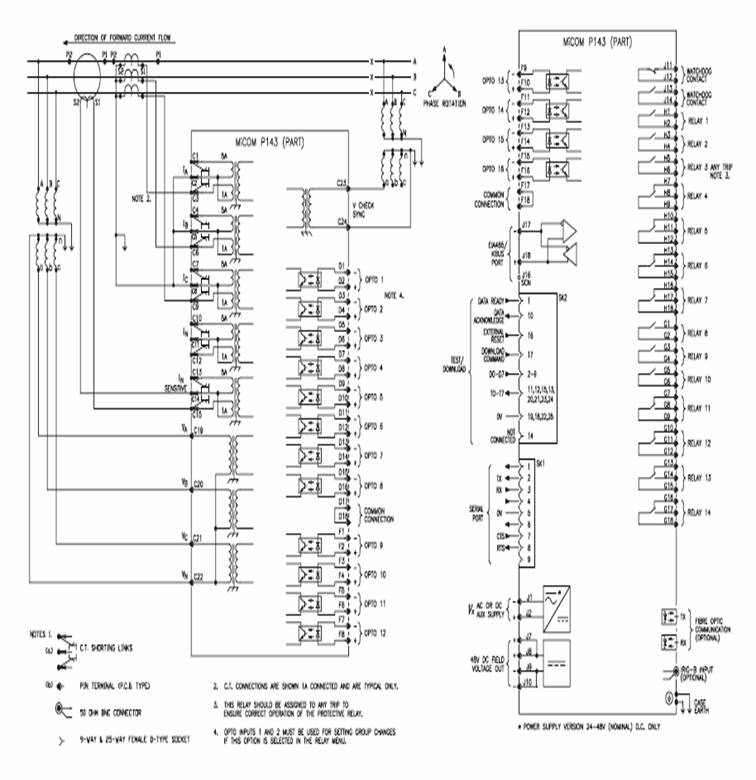 DIRECTION OF FORWARD CURRENT FLOW
P2 P1 P2 P1
S2 S1
A
B
C
A
C B
PHASE ROTATION
S2 S1
MiCOM P143 (PART)
C1 5A
IA
C2
C3 1A
NOTE 2.
C4 5A
IB
C5
C6 1A
C7 5A
IC
C8
C9 1A
C10 5A
IN
C11
C12 1A
C13 5A
IN
SENSITIVE
C14
C15 1A
VA C19
VB C20
VC C21
VN C22
A B C
N
n
a b c
C23
V CHECK
SYNC
C24
D1
D2 OPTO 1
NOTE 4.
D3
D4 OPTO 2
D5
D6 OPTO 3
D7
D8 OPTO 4
D9
D10 OPTO 5
D11
D12 OPTO 6
D13
D14 OPTO 7
D15
D16 OPTO 8
D17
D18 COMMON
CONNECTION
F1
F2 OPTO 9
F3
F4 OPTO 10
F5
F6 OPTO 11
F7
F8 OPTO 12
MiCOM P143 (PART)
OPTO 13 F9
F10
OPTO 14 F11
F12
OPTO 15 F13
F14
OPTO 16 F15
F16
COMMON
CONNECTION
F17
F18
EIA485/
KBUS
PORT
J17
J18
J16
SCN
TEST/
DOWNLOAD
SK2
DATA READY 1
DATA
ACKNOWLEDGE 10
EXTERNAL
RESET 16
DOWNLOAD
COMMAND 17
DO-D7 2-9
TO-T7 11,12,15,13,
20,21,23,24
0V 19,18,22,25
NOT
CONNECTED 14
SERIAL
PORT
SK1
1
TX 2
RX 3
4
0V 5
6
CTS 7
RTS 8
9
Vx AC OR DC
AUX SUPPLY
J1
J2
48V DC FIELD
VOLTAGE OUT
J7
J8
J9
J10
J11
J12 WATCHDOG
CONTACT
J13
J14 WATCHDOG
CONTACT
H1
H2 RELAY 1
H3
H4 RELAY 2
H5
H6 RELAY 3 ANY TRIP
NOTE 3.
H7
H8
H9 RELAY 4
H10
H11
H12 RELAY 5
H13
H14
H15 RELAY 6
H16
H17
H18 RELAY 7
G1
G2 RELAY 8
G3
G4 RELAY 9
G5
G6 RELAY 10
G7
G8
G9 RELAY 11
G10
G11
G12 RELAY 12
G13
G14
G15 RELAY 13
G16
G17
G18 RELAY 14
TX
RX
FIBRE OPTIC
COMMUNICATION
(OPTIONAL)
IRIG-B INPUT
(OPTIONAL)
CASE
EARTH
* POWER SUPPLY VERSION 24-48V (NOMINAL) D.C. ONLY
NOTES 1.
(a) C.T. SHORTING LINKS
(b) PIN TERMINAL (P.C.B. TYPE)
50 OHM BNC CONNECTOR
9-WAY & 25-WAY FEMALE D-TYPE SOCKET
2. C.T. CONNECTIONS ARE SHOWN 1A CONNECTED AND ARE TYPICAL ONLY.
3. THIS RELAY SHOULD BE ASSIGNED TO ANY TRIP TO
ENSURE CORRECT OPERATION OF THE PROTECTIVE RELAY.
4. OPTO INPUTS 1 AND 2 MUST BE USED FOR SETTING GROUP CHANGES
IF THIS OPTION IS SELECTED IN THE RELAY MENU.